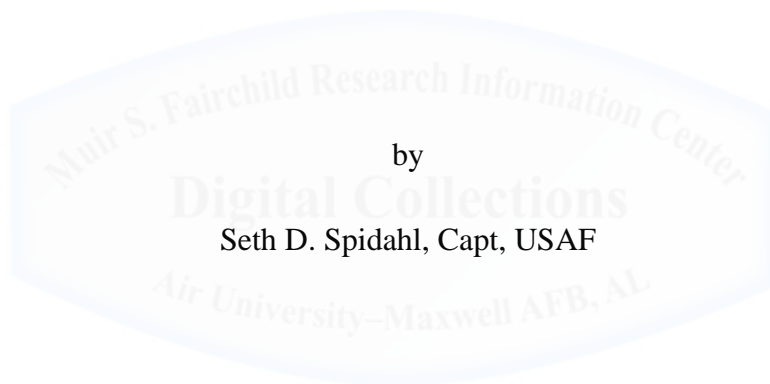 Muir S. Fairchild Research Information Center
by
Digital Collections
Seth D. Spidahl, Capt, USAF
Air University–Maxwell AFB, AL